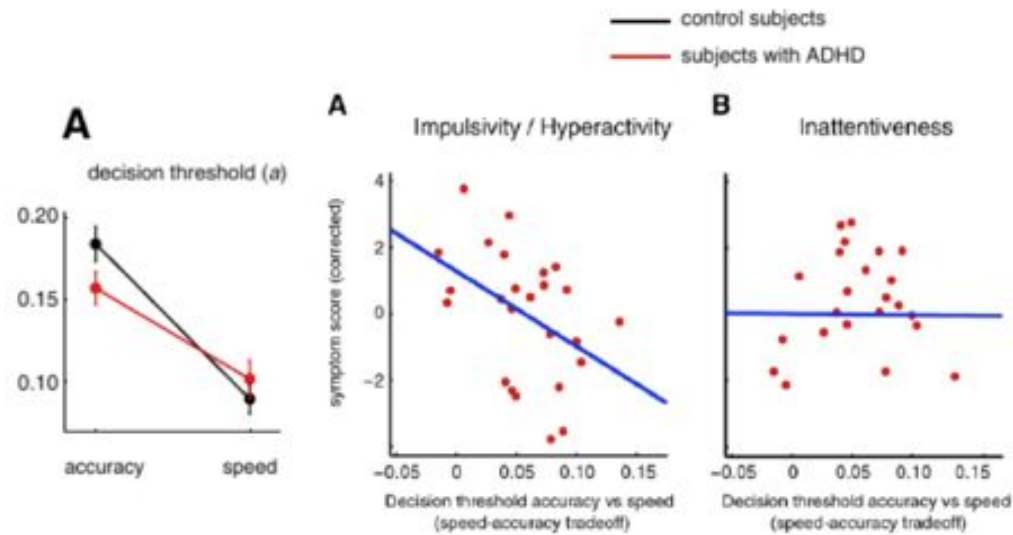 control subjects
subjects with ADHD
A
decision threshold (a)
0.20
0.15
0.10
accuracy
speed
A
Impulsivity / Hyperactivity
symptom score (corrected)
4
2
0
−2
−0.05 0 0.05 0.10 0.15
Decision threshold accuracy vs speed
(speed-accuracy tradeoff)
B
Inattentiveness
−0.05 0 0.05 0.10 0.15
Decision threshold accuracy vs speed
(speed-accuracy tradeoff)